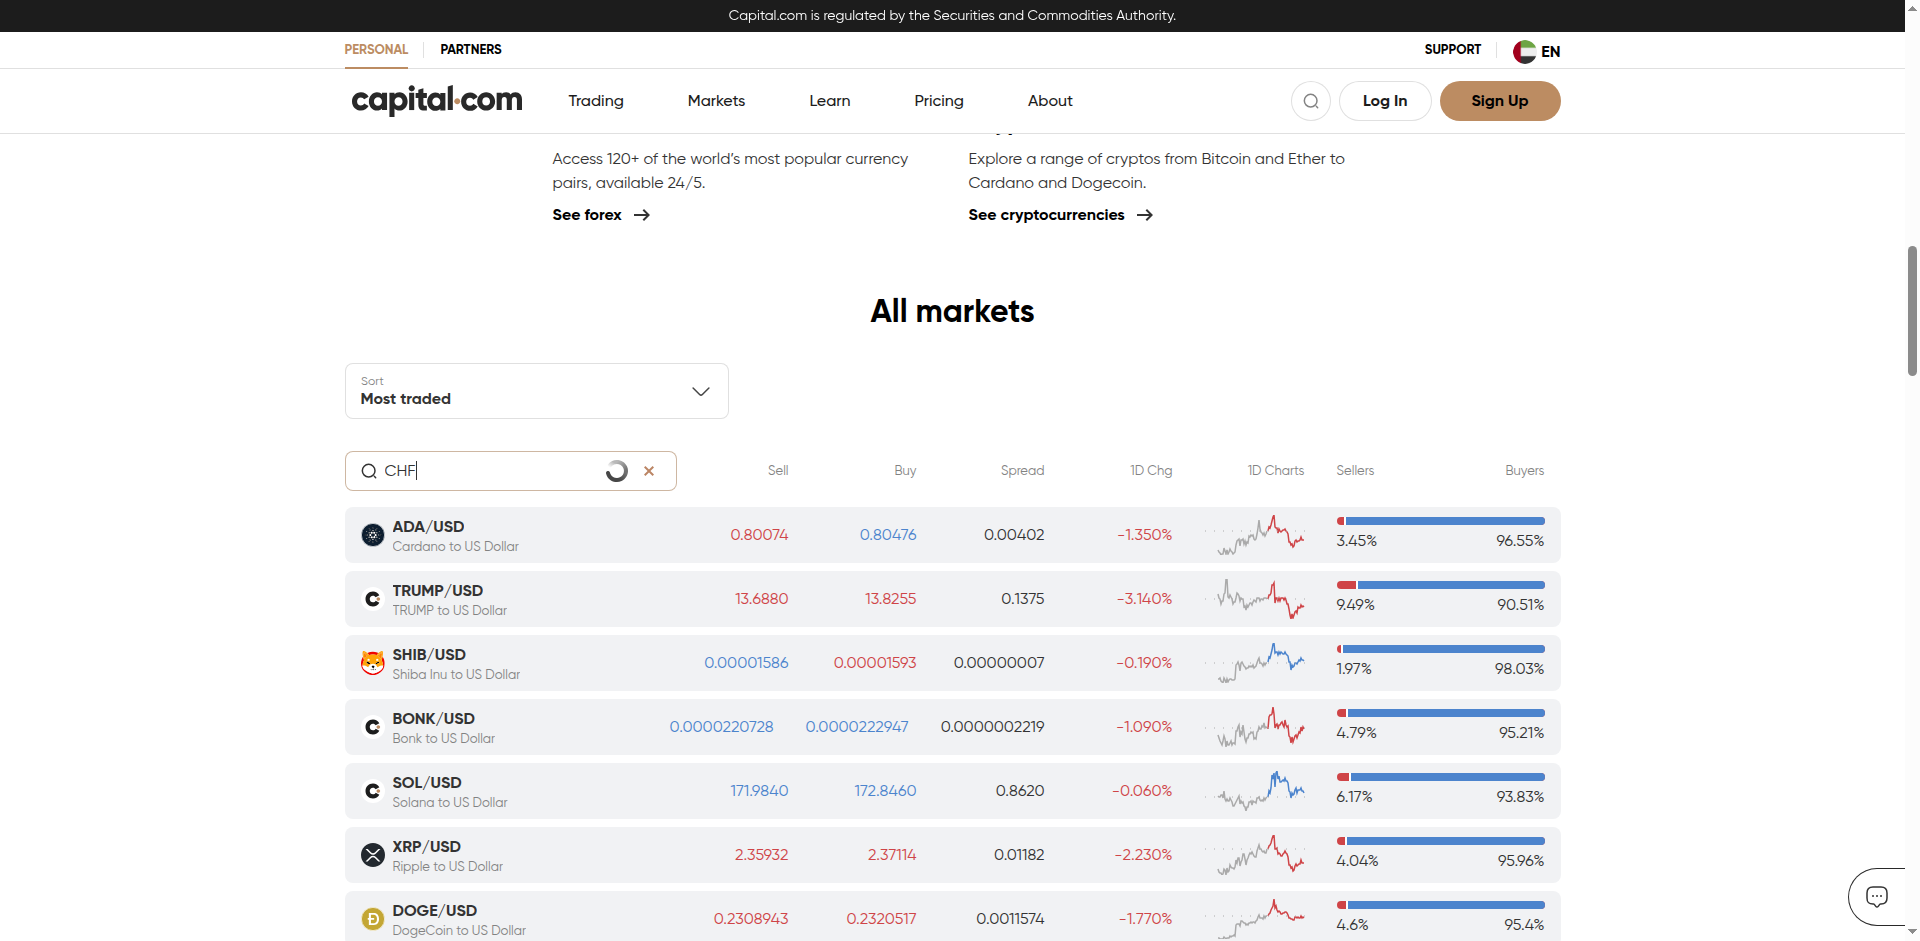 Capital.com is regulated by the Securities and Commodities Authority.
PERSONAL PARTNERS SUPPORT EN
capital.com Trading Markets Learn Pricing About Log In Sign Up
Access 120+ of the world's most popular currency
pairs, available 24/5.
See forex
Explore a range of cryptos from Bitcoin and Ether to
Cardano and Dogecoin.
See cryptocurrencies
All markets
Sort
Most traded
CHF Sell Buy Spread 1D Chg 1D Charts Sellers Buyers
ADA/USD
Cardano to US Dollar
0.80074 0.80476 0.00402 -1.350% 3.45% 96.55%
TRUMP/USD
TRUMP to US Dollar
13.6880 13.8255 0.1375 -3.140% 9.49% 90.51%
SHIB/USD
Shiba Inu to US Dollar
0.00001586 0.00001593 0.00000007 -0.190% 1.97% 98.03%
BONK/USD
Bonk to US Dollar
0.0000220728 0.0000222947 0.0000002219 -1.090% 4.79% 95.21%
SOL/USD
Solana to US Dollar
171.9840 172.8460 0.8620 -0.060% 6.17% 93.83%
XRP/USD
Ripple to US Dollar
2.35932 2.37114 0.01182 -2.230% 4.04% 95.96%
DOGE/USD
DogeCoin to US Dollar
0.2308943 0.2320517 0.0011574 -1.770% 4.6% 95.4%